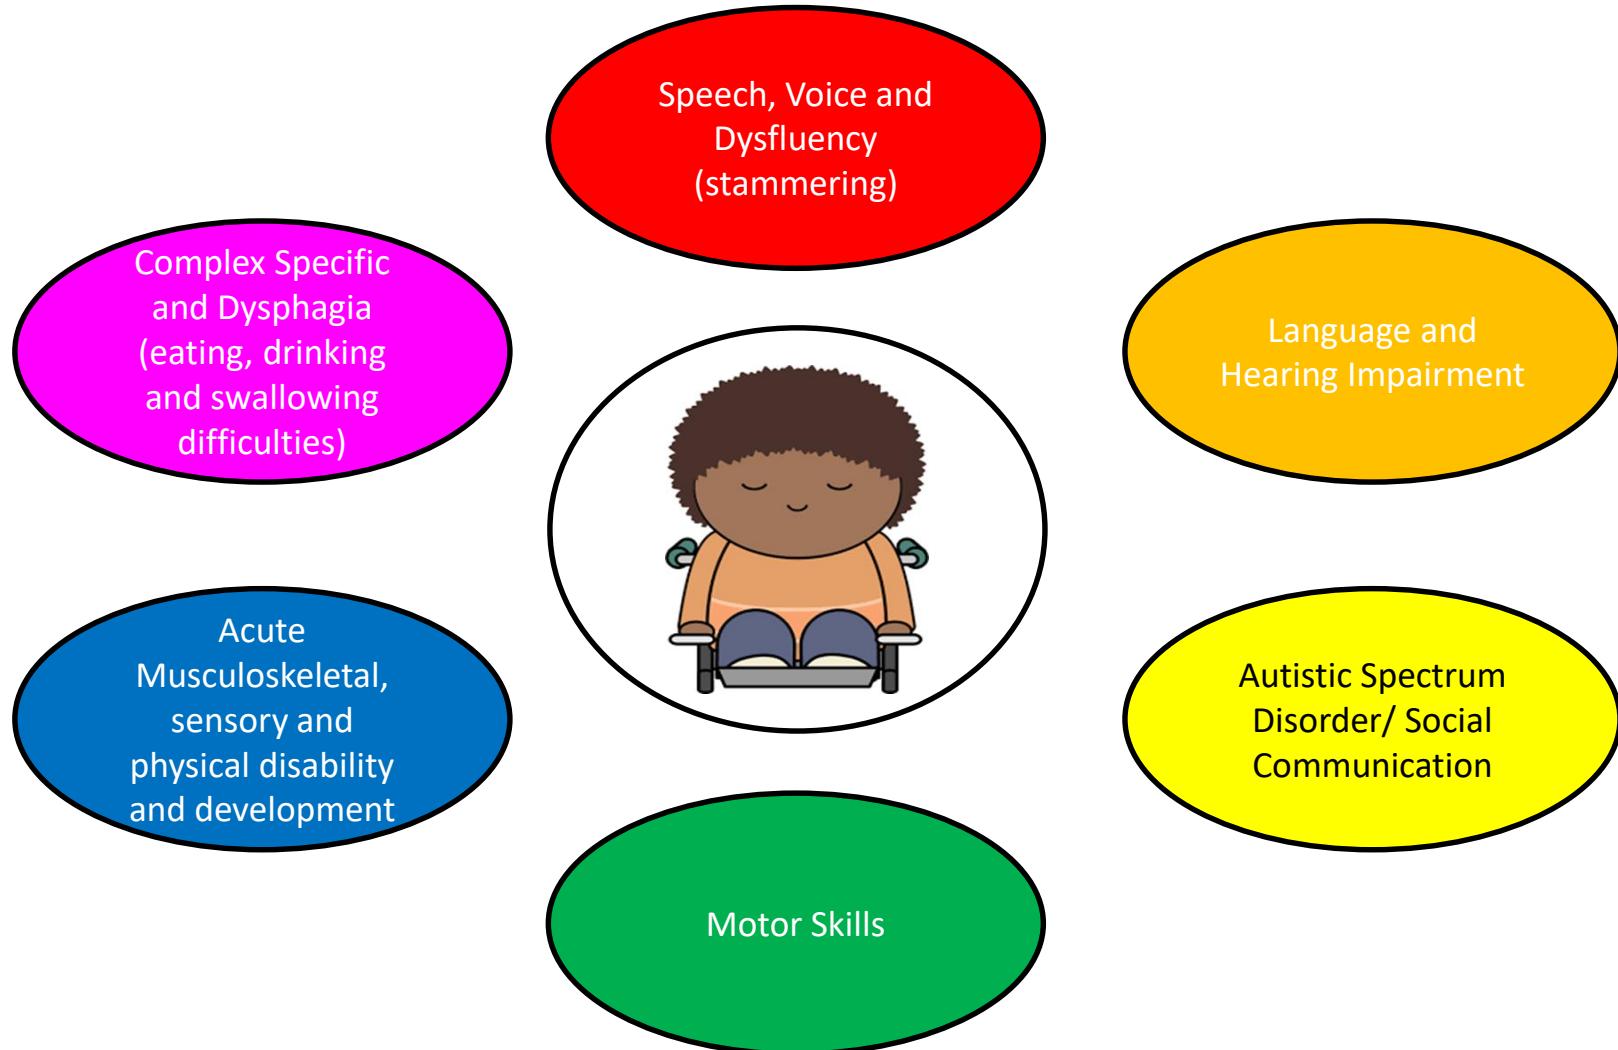 Speech, Voice and
Dysfluency
(stammering)
Complex Specific
and Dysphagia
(eating, drinking
and swallowing
difficulties)
Language and
Hearing Impairment
Acute
Musculoskeletal,
sensory and
physical disability
and development
Autistic Spectrum
Disorder/ Social
Communication
Motor Skills